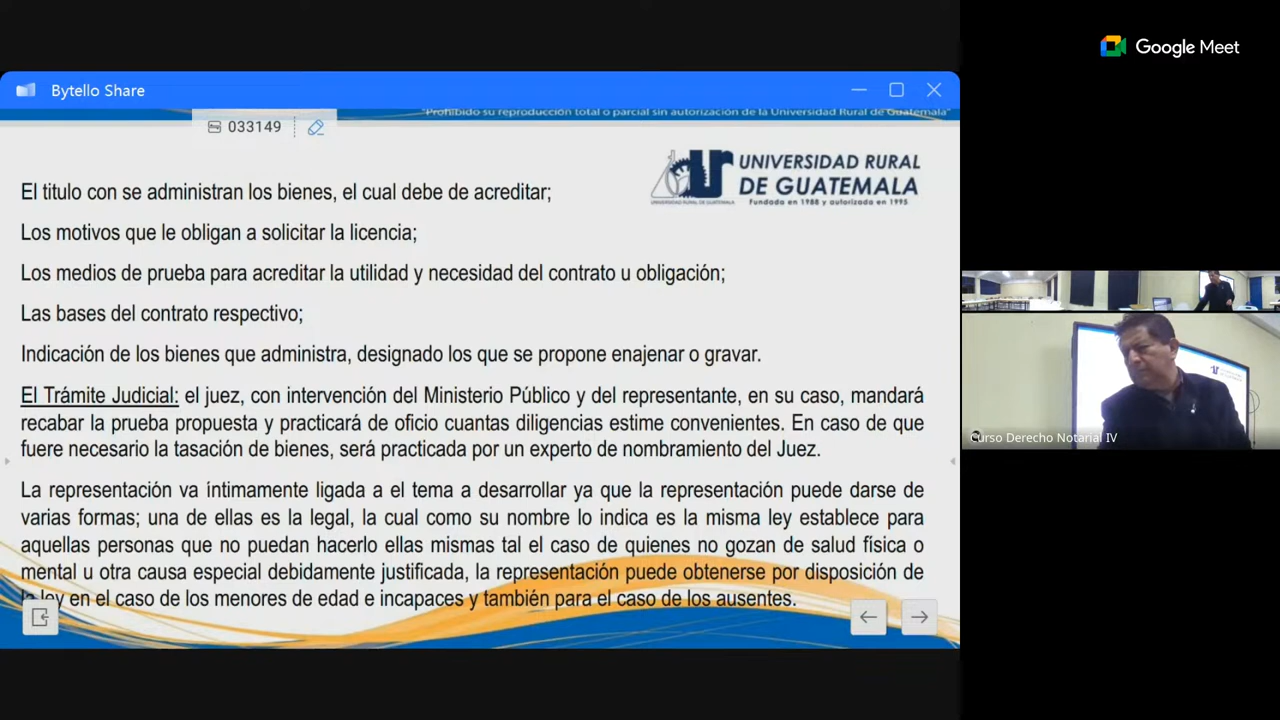 Google Meet
Bytello Share
"Prohibido su reproducción total o parcial sin autorización de la Universidad Rural de Guatemala"
033149
UNIVERSIDAD RURAL
DE GUATEMALA
Fundada en 1988 y autorizada en 1995
UNIVERSIDAD RURAL DE GUATEMALA
El titulo con se administran los bienes, el cual debe de acreditar;
Los motivos que le obligan a solicitar la licencia;
Los medios de prueba para acreditar la utilidad y necesidad del contrato u obligación;
Las bases del contrato respectivo;
Indicación de los bienes que administra, designado los que se propone enajenar o gravar.
El Trámite Judicial: el juez, con intervención del Ministerio Público y del representante, en su caso, mandará
recabar la prueba propuesta y practicará de oficio cuantas diligencias estime convenientes. En caso de que
fuere necesario la tasación de bienes, será practicada por un experto de nombramiento del Juez.
La representación va íntimamente ligada a el tema a desarrollar ya que la representación puede darse de
varias formas; una de ellas es la legal, la cual como su nombre lo indica es la misma ley establece para
aquellas personas que no puedan hacerlo ellas mismas tal el caso de quienes no gozan de salud física o
mental u otra causa especial debidamente justificada, la representación puede obtenerse por disposición de
la ley en el caso de los menores de edad e incapaces y también para el caso de los ausentes.
Curso Derecho Notarial IV